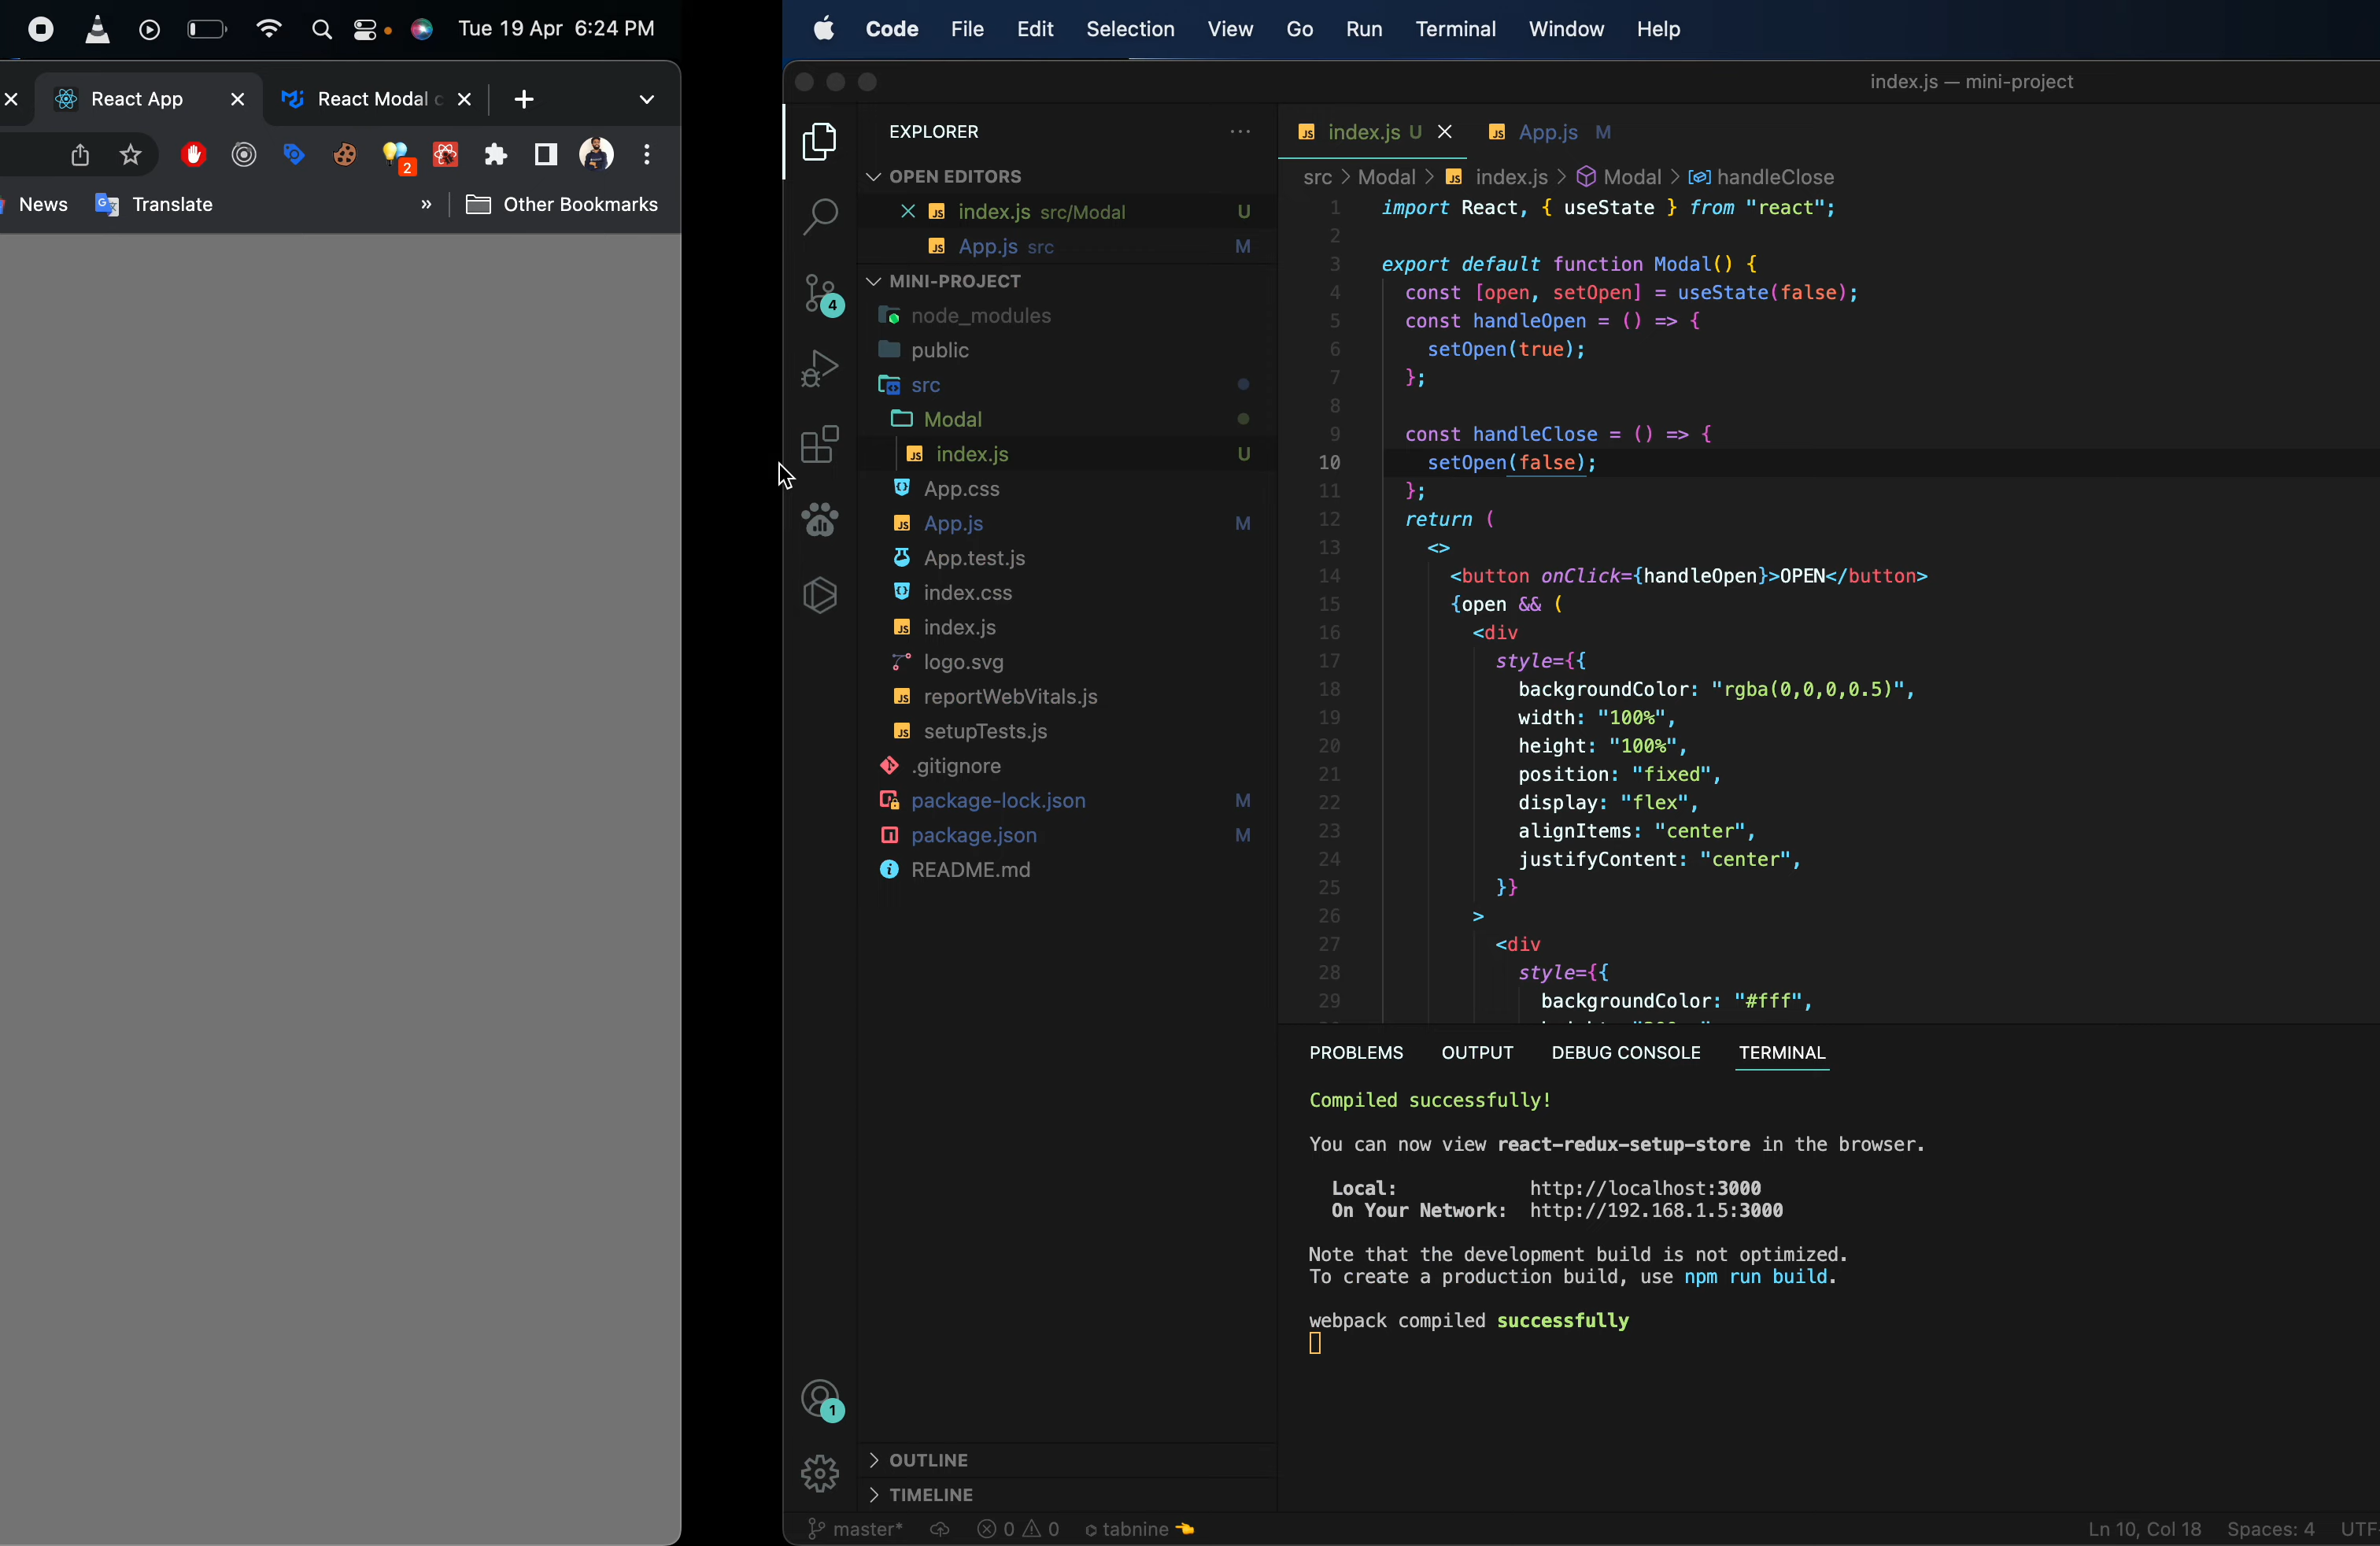 Tue 19 Apr 6:24 PM
React App
React Modal c
2
News
Translate
»
Other Bookmarks
Code File Edit Selection View Go Run Terminal Window Help
index.js — mini-project
EXPLORER
OPEN EDITORS
index.js src/Modal U
App.js src M
MINI-PROJECT
node_modules
public
src
Modal
index.js U
App.css
App.js M
App.test.js
index.css
index.js
logo.svg
reportWebVitals.js
setupTests.js
.gitignore
package-lock.json M
package.json M
README.md
OUTLINE
TIMELINE
4
1
index.js U
App.js M
src > Modal > index.js > Modal > handleClose
1 import React, { useState } from "react";
2
3 export default function Modal() {
4 const [open, setOpen] = useState(false);
5 const handleOpen = () => {
6 setOpen(true);
7 };
8
9 const handleClose = () => {
10 setOpen(false);
11 };
12 return (
13 <>
14 <button onClick={handleOpen}>OPEN</button>
15 {open && (
16 <div
17 style={{
18 backgroundColor: "rgba(0,0,0,0.5)",
19 width: "100%",
20 height: "100%",
21 position: "fixed",
22 display: "flex",
23 alignItems: "center",
24 justifyContent: "center",
25 }}
26 >
27 <div
28 style={{
29 backgroundColor: "#fff",
PROBLEMS OUTPUT DEBUG CONSOLE TERMINAL
Compiled successfully!
You can now view react-redux-setup-store in the browser.
Local: http://localhost:3000
On Your Network: http://192.168.1.5:3000
Note that the development build is not optimized.
To create a production build, use npm run build.
webpack compiled successfully
master* 0 0 tabnine
Ln 10, Col 18 Spaces: 4 UTF-